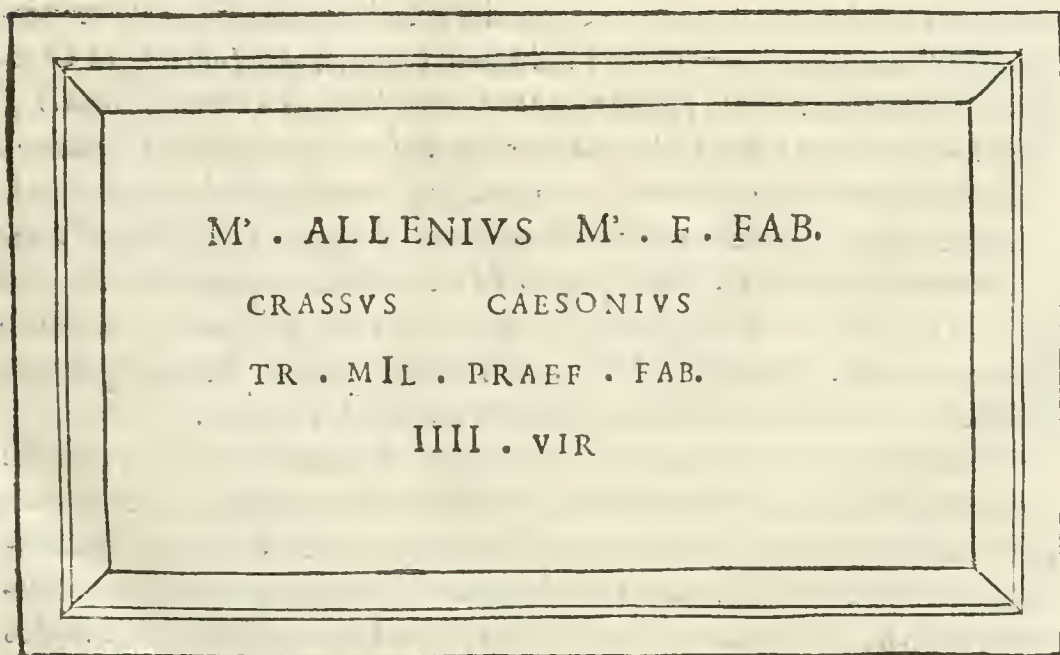 M’. ALLENIVS M’. F. FAB.
CRASSVS CAESONIVS
TR. MIL. PRAEF. FAB.
IIII. VIR